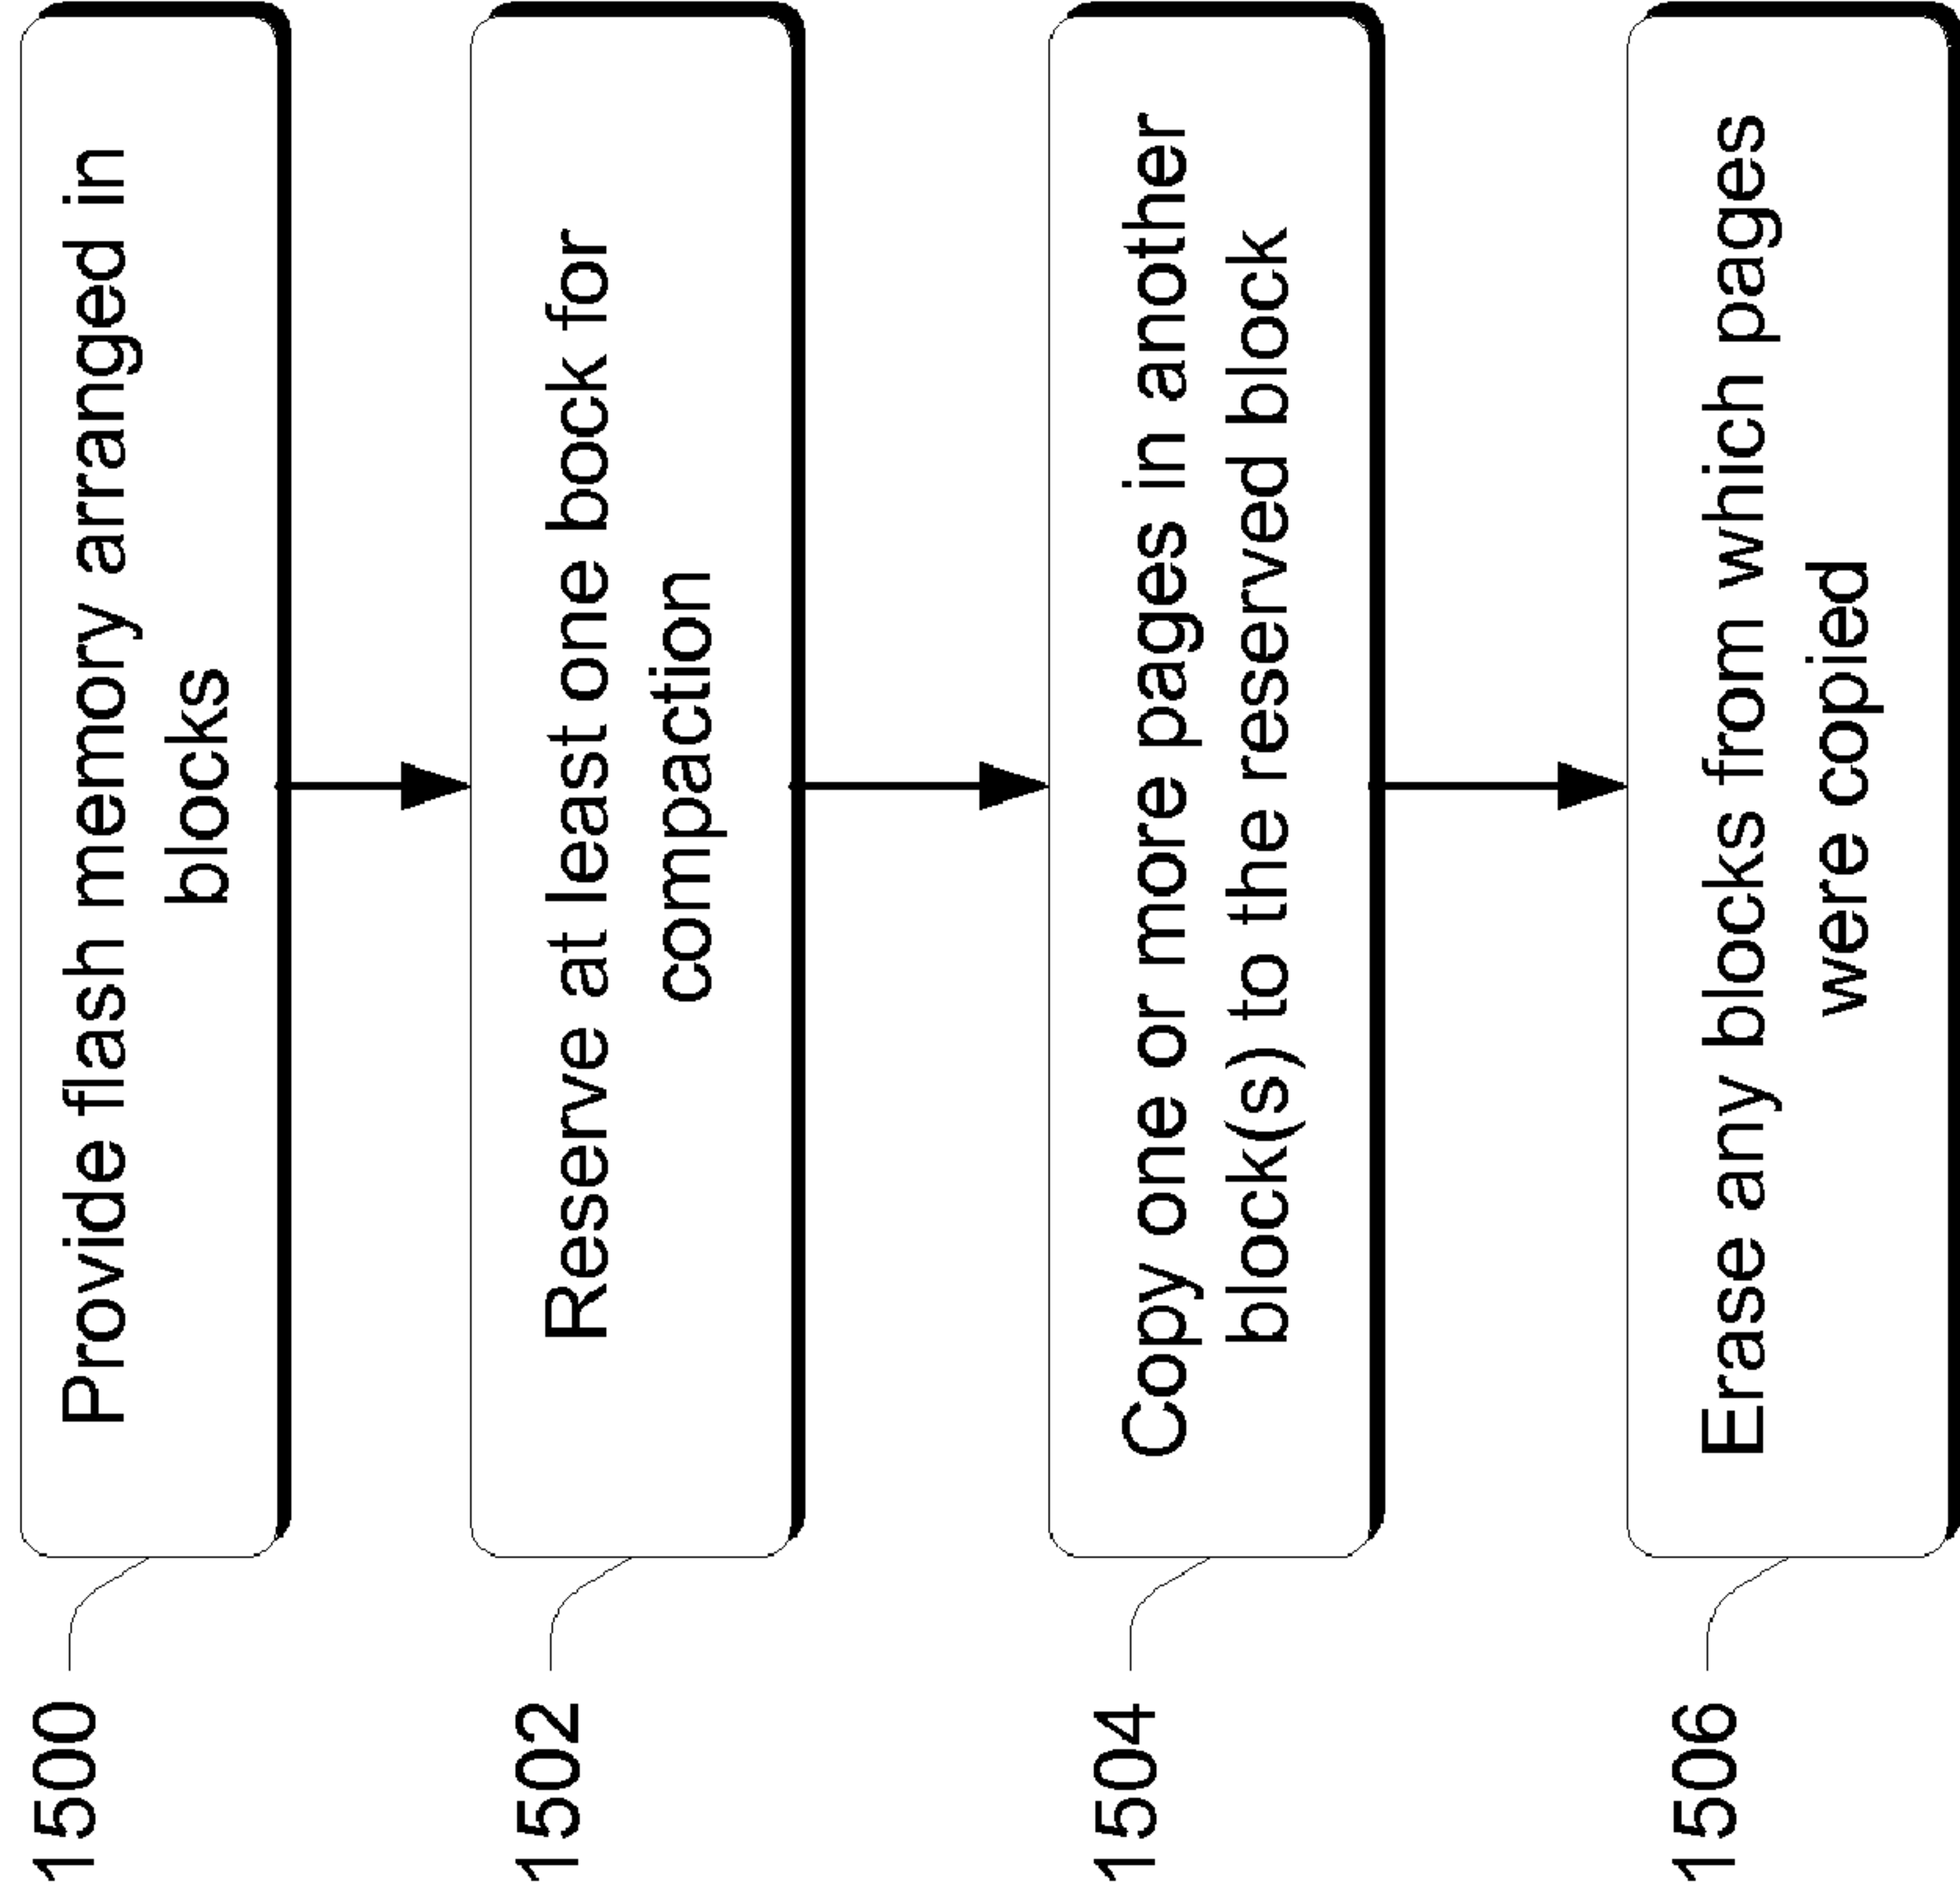 1500
Provide flash memory arranged in
blocks
1502
Reserve at least one bock for
compaction
1504
Copy one or more pages in another
block(s) to the reserved block
1506
Erase any blocks from which pages
were copied